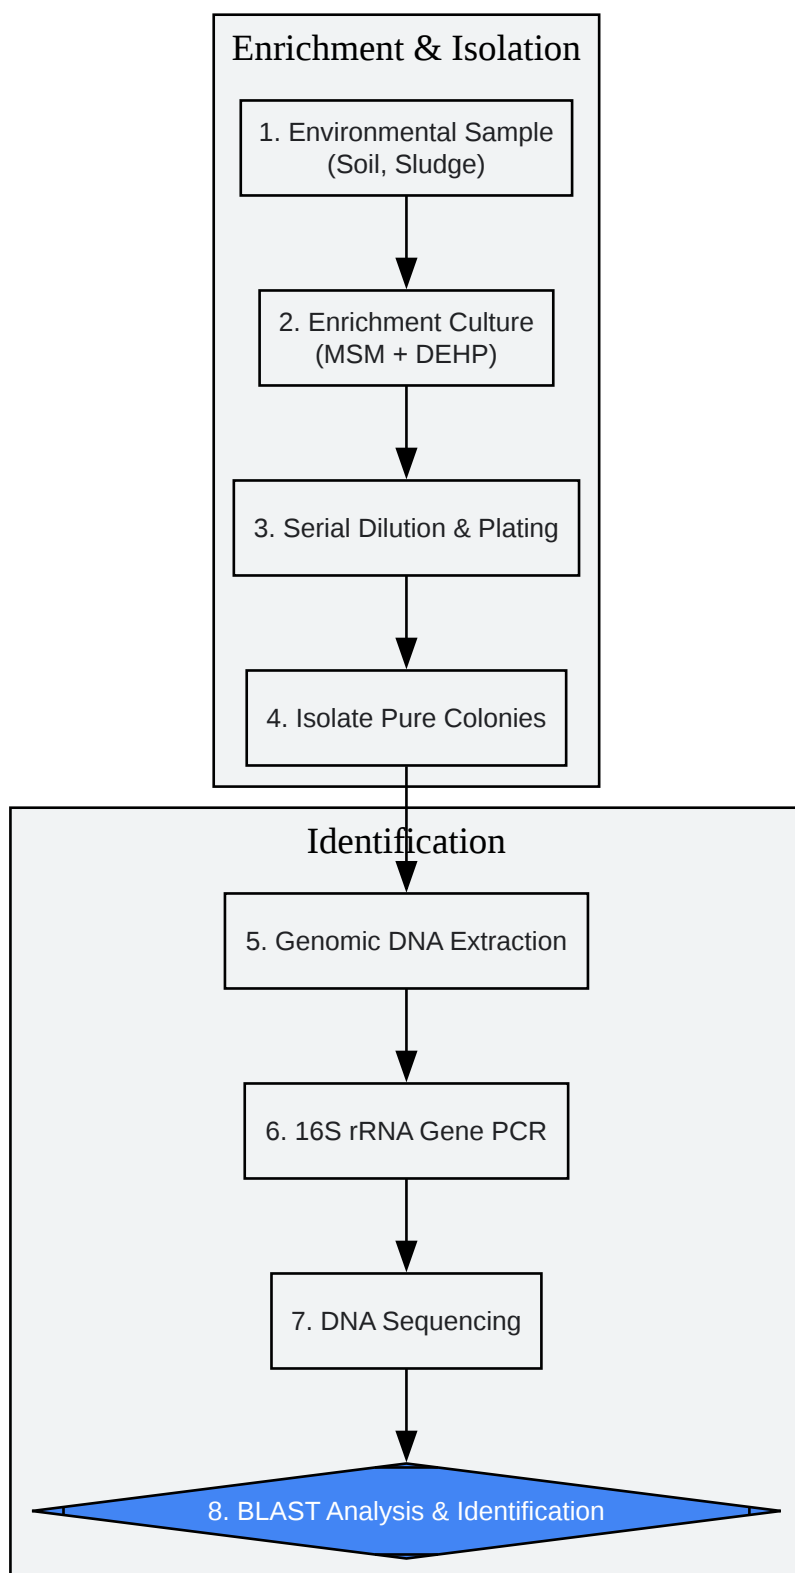 Enrichment & Isolation
1. Environmental Sample
(Soil, Sludge)
2. Enrichment Culture
(MSM + DEHP)
3. Serial Dilution & Plating
4. Isolate Pure Colonies
Identification
5. Genomic DNA Extraction
6. 16S rRNA Gene PCR
7. DNA Sequencing
8. BLAST Analysis & Identification